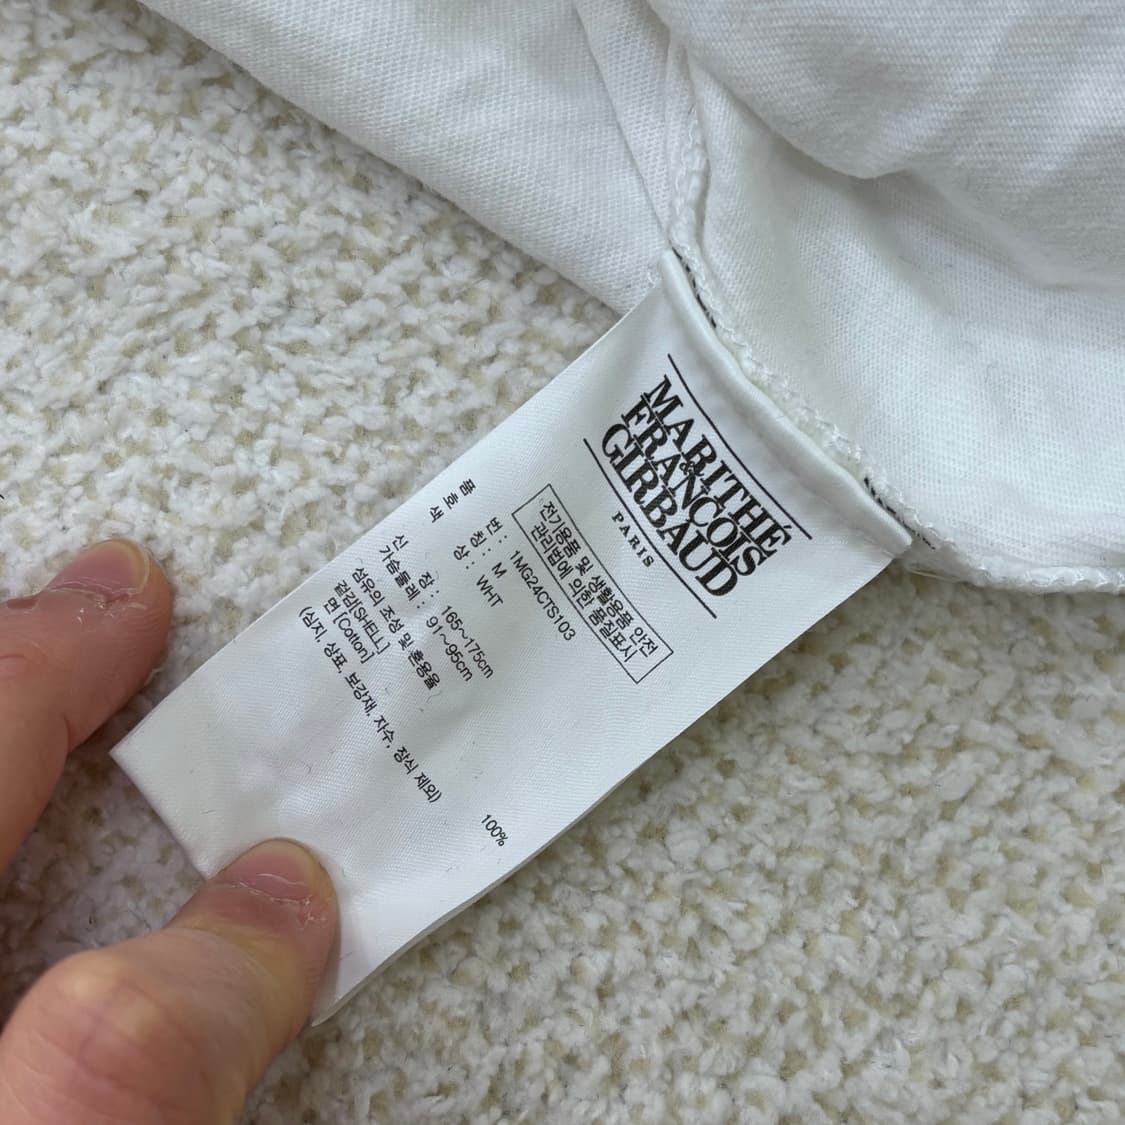 MARITHÉ
FRANÇOIS
&
GIRBAUD
PARIS
전기용품 및 생활용품 안전
관리법에 의한 품질표시
품 번 : 1MG24CTS103
호 칭 : M
색 상 : WHT
신 장 : 165~175cm
가슴둘레 : 91~95cm
섬유의 조성 및 혼용율
겉감[SHELL]
면 [Cotton] 100%
(심지, 상표, 보강재, 자수, 장식 제외)